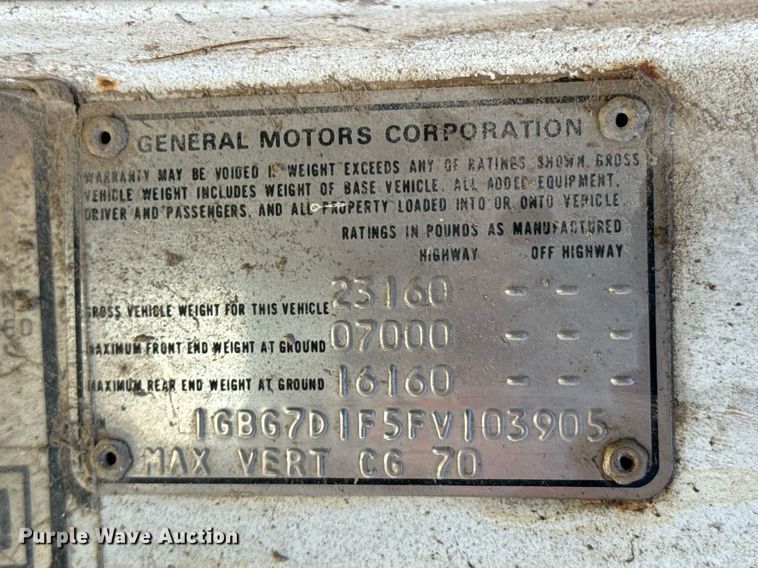 GENERAL MOTORS CORPORATION
WARRANTY MAY BE VOIDED IF WEIGHT EXCEEDS ANY OF RATINGS SHOWN. GROSS
VEHICLE WEIGHT INCLUDES WEIGHT OF BASE VEHICLE. ALL ADDED EQUIPMENT.
DRIVER AND PASSENGERS, AND ALL PROPERTY LOADED INTO OR ONTO VEHICLE.
RATINGS IN POUNDS AS MANUFACTURED
HIGHWAY OFF HIGHWAY
GROSS VEHICLE WEIGHT FOR THIS VEHICLE 23160 - - -
MAXIMUM FRONT END WEIGHT AT GROUND 07000 - - -
MAXIMUM REAR END WEIGHT AT GROUND 16160 - - -
1GBG7D1F5FV103905
MAX VERT CG 70
Purple Wave Auction